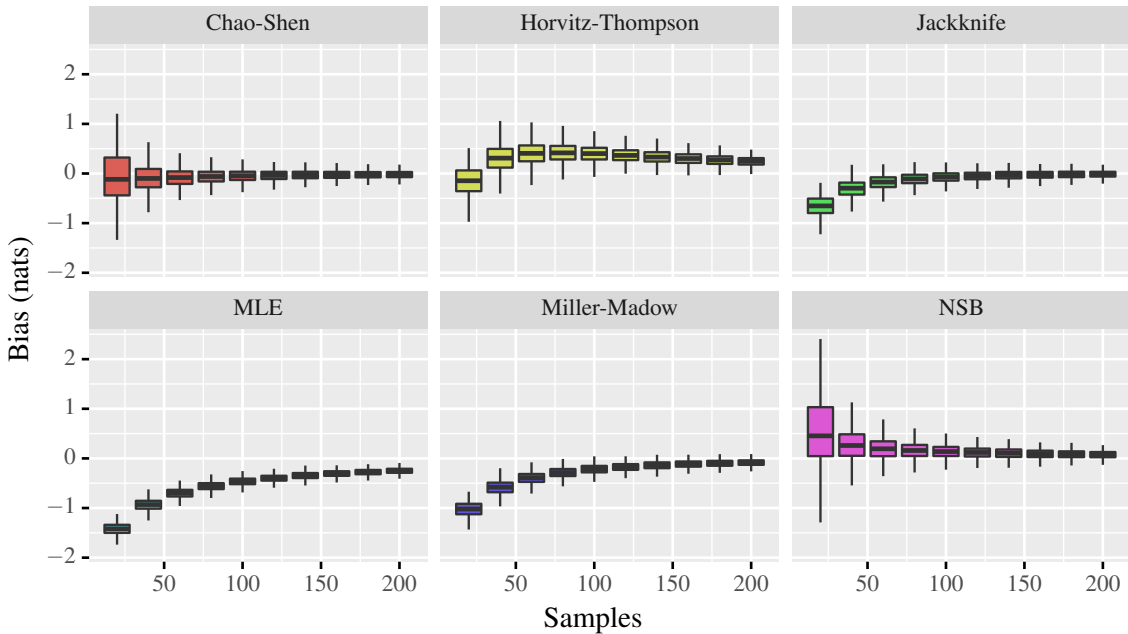 Chao-Shen Horvitz-Thompson Jackknife
2
1
0
−1
−2
MLE Miller-Madow NSB
2
1
0
−1
−2
50 100 150 200 50 100 150 200 50 100 150 200
Samples
Bias (nats)